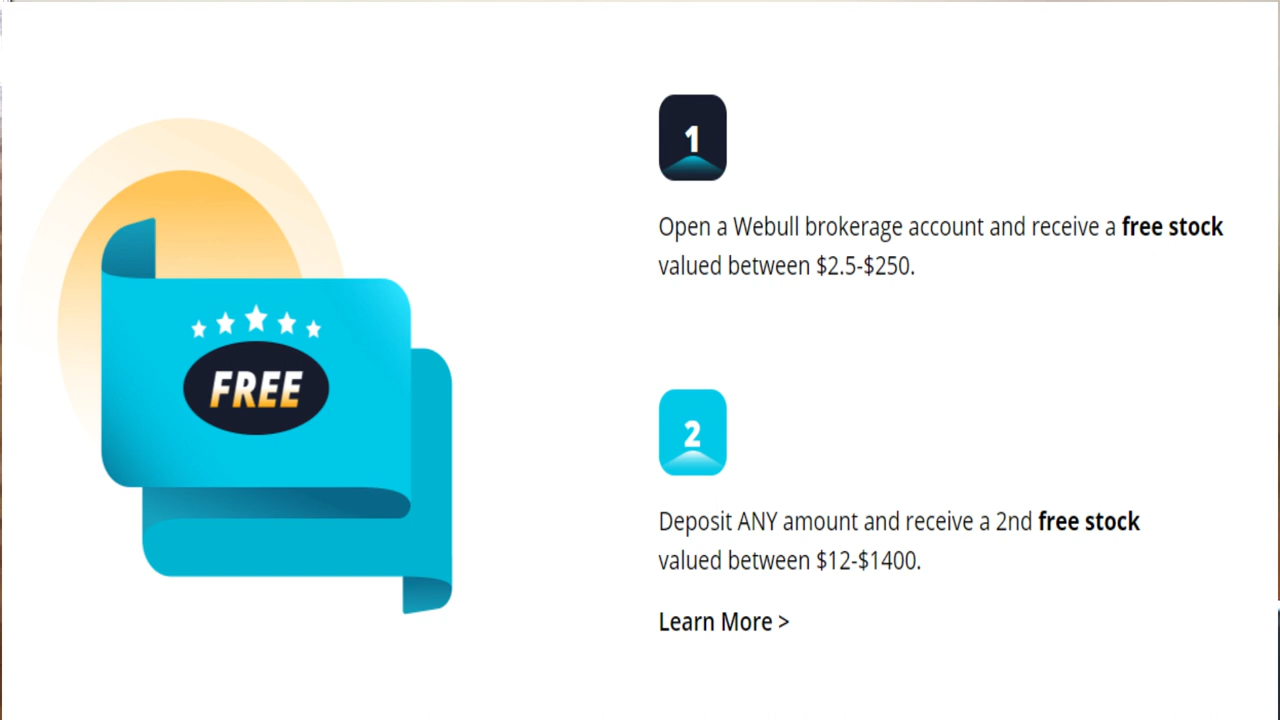 1
Open a Webull brokerage account and receive a free stock
valued between $2.5-$250.
FREE
2
Deposit ANY amount and receive a 2nd free stock
valued between $12-$1400.
Learn More >